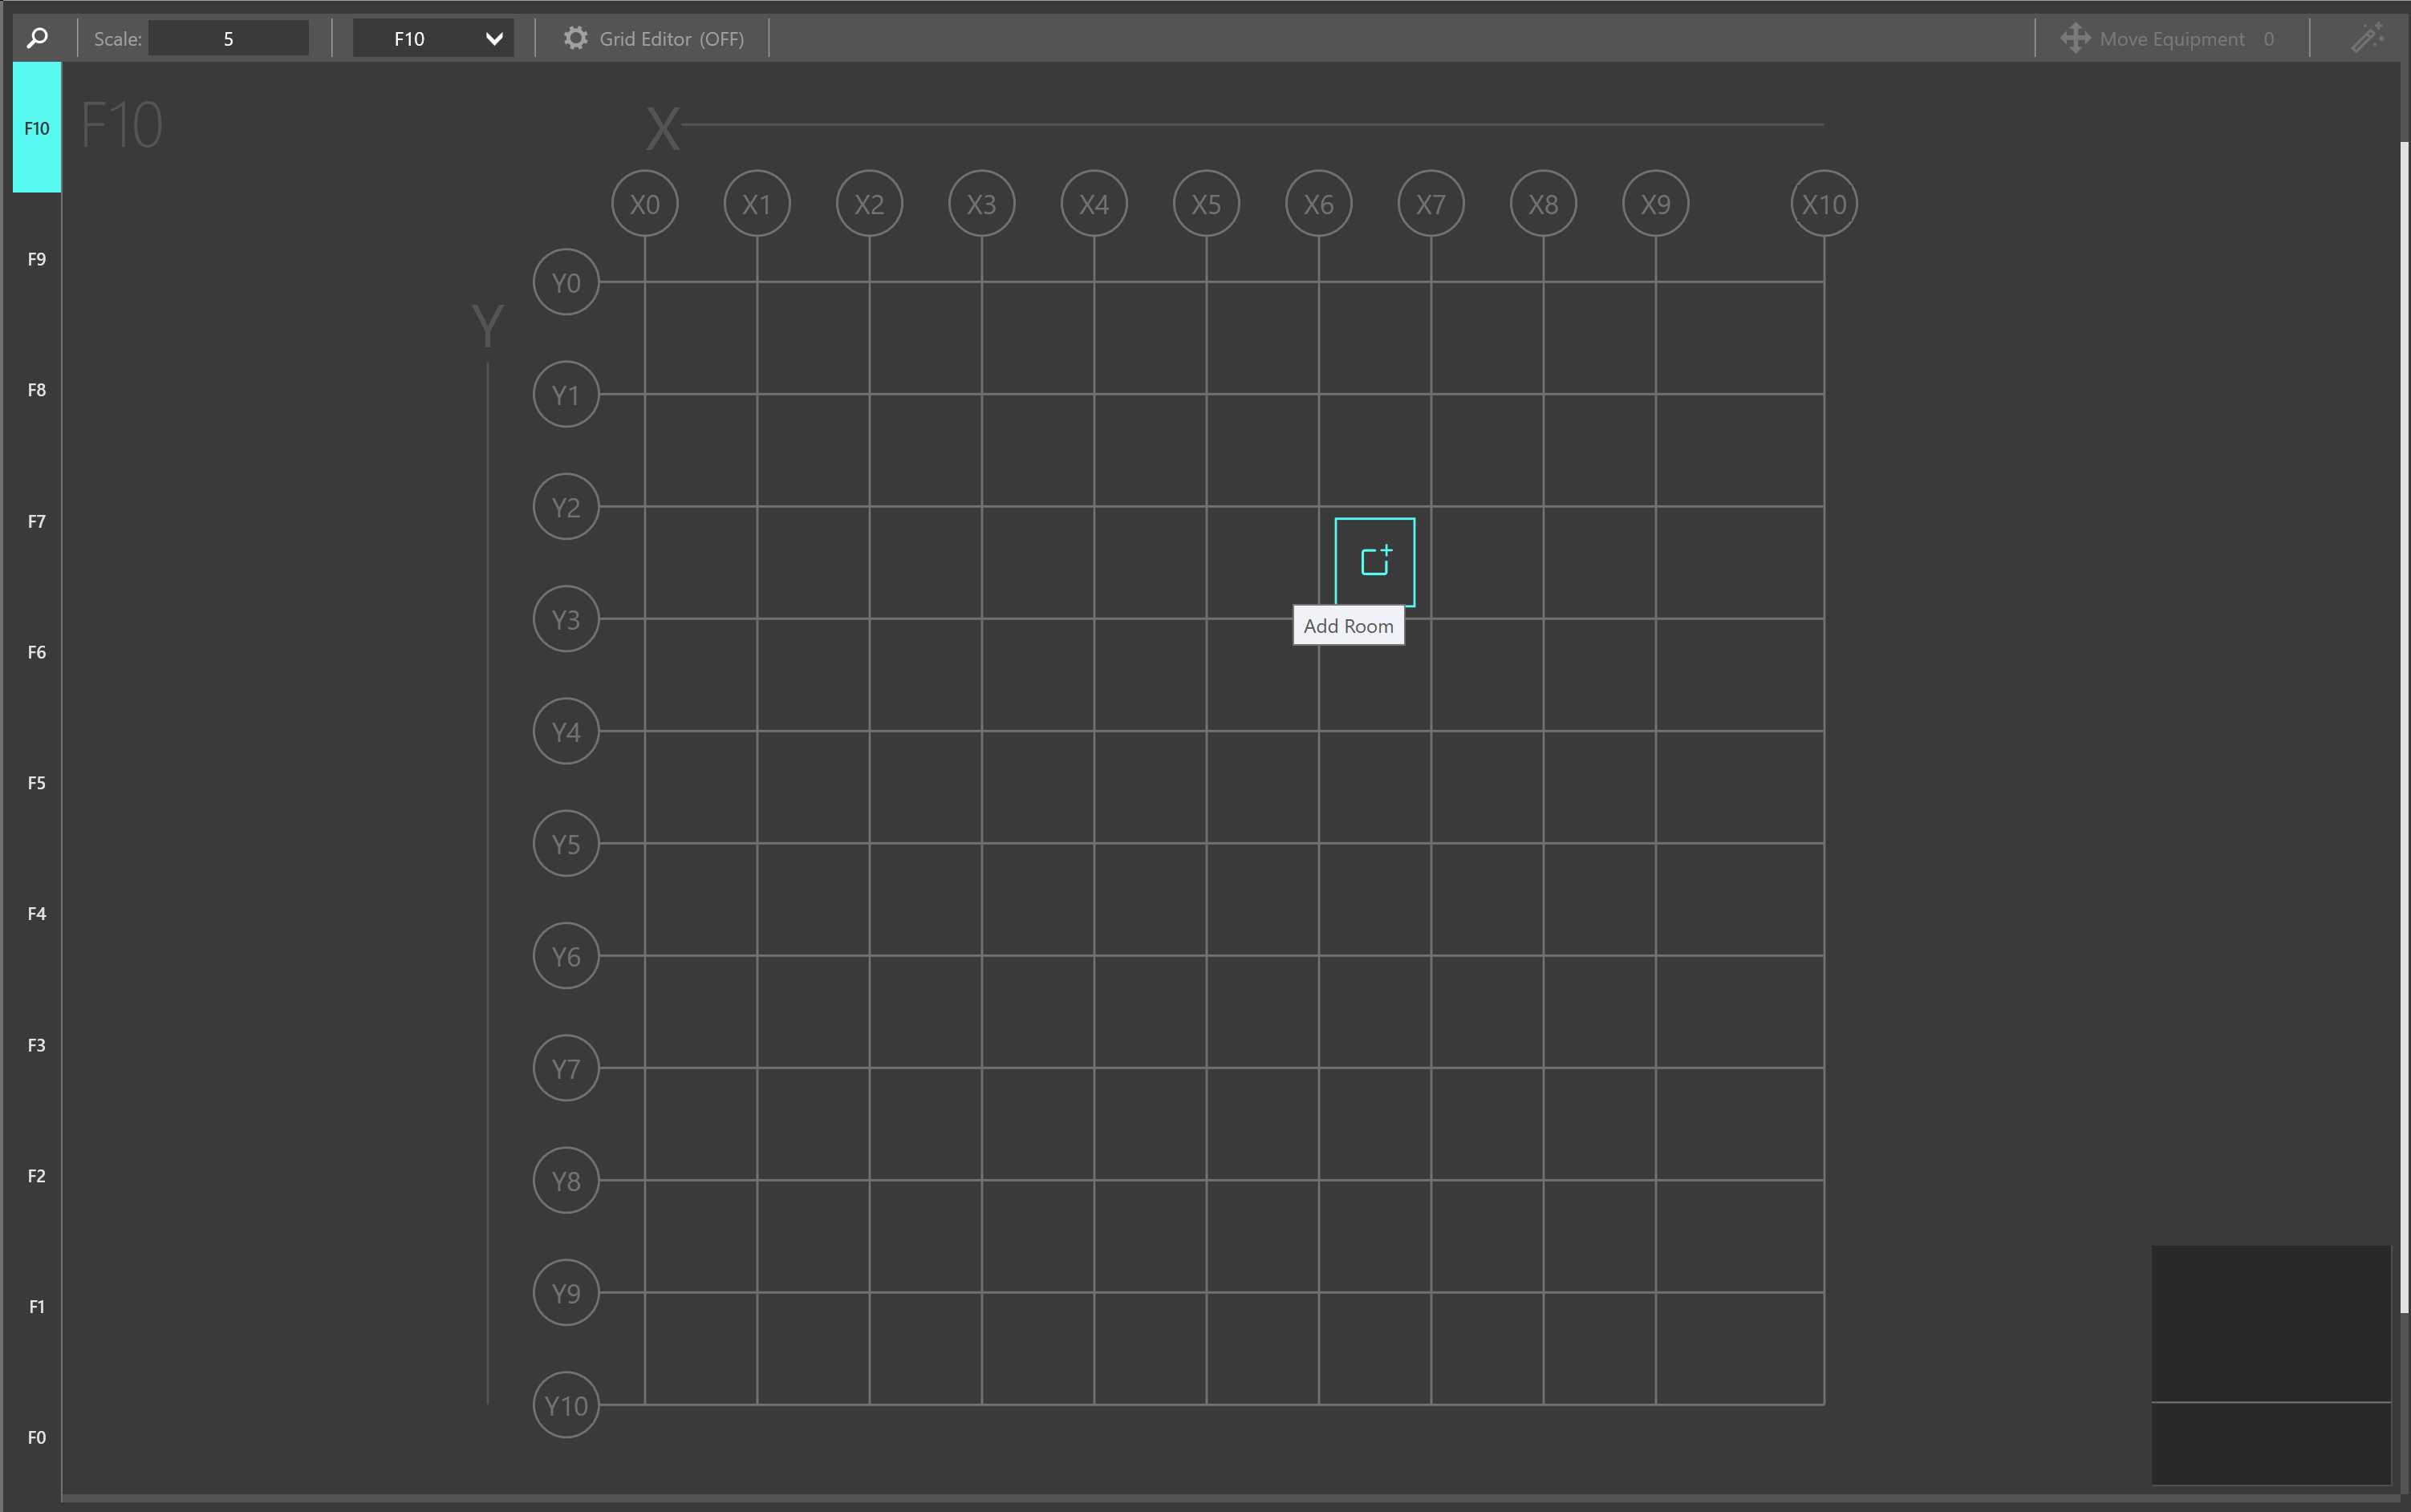 Scale: 5 F10 Grid Editor (OFF) Move Equipment 0
F10
F9
F8
F7
F6
F5
F4
F3
F2
F1
F0
F10
X
X0 X1 X2 X3 X4 X5 X6 X7 X8 X9 X10
Y
Y0
Y1
Y2
Y3
Y4
Y5
Y6
Y7
Y8
Y9
Y10
Add Room